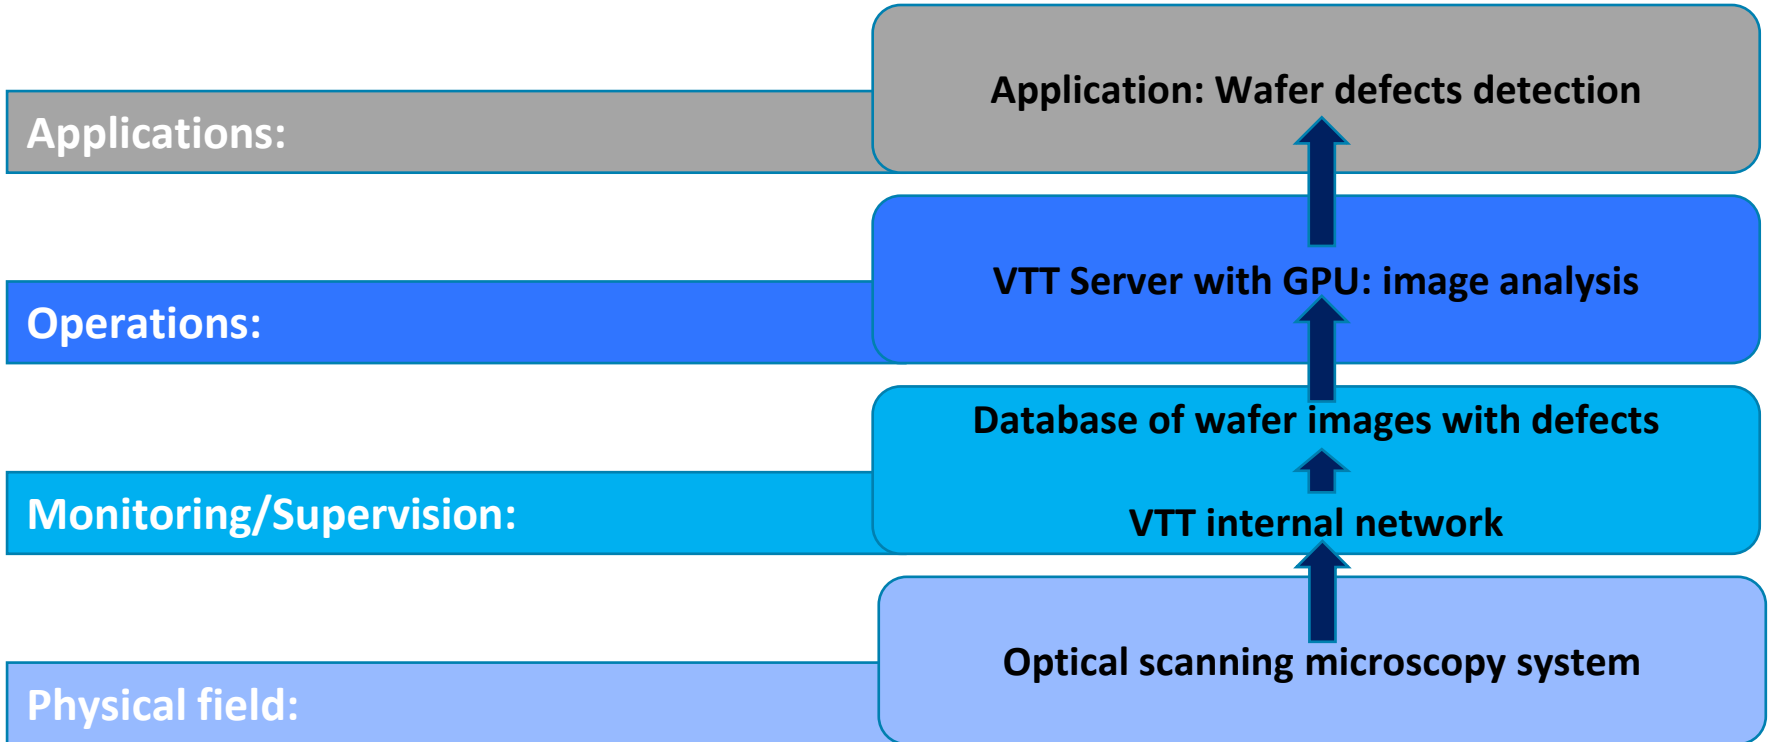 Application: Wafer defects detection
Applications:
VTT Server with GPU: image analysis
Operations:
Database of wafer images with defects
Monitoring/Supervision:
VTT internal network
Optical scanning microscopy system
Physical field: